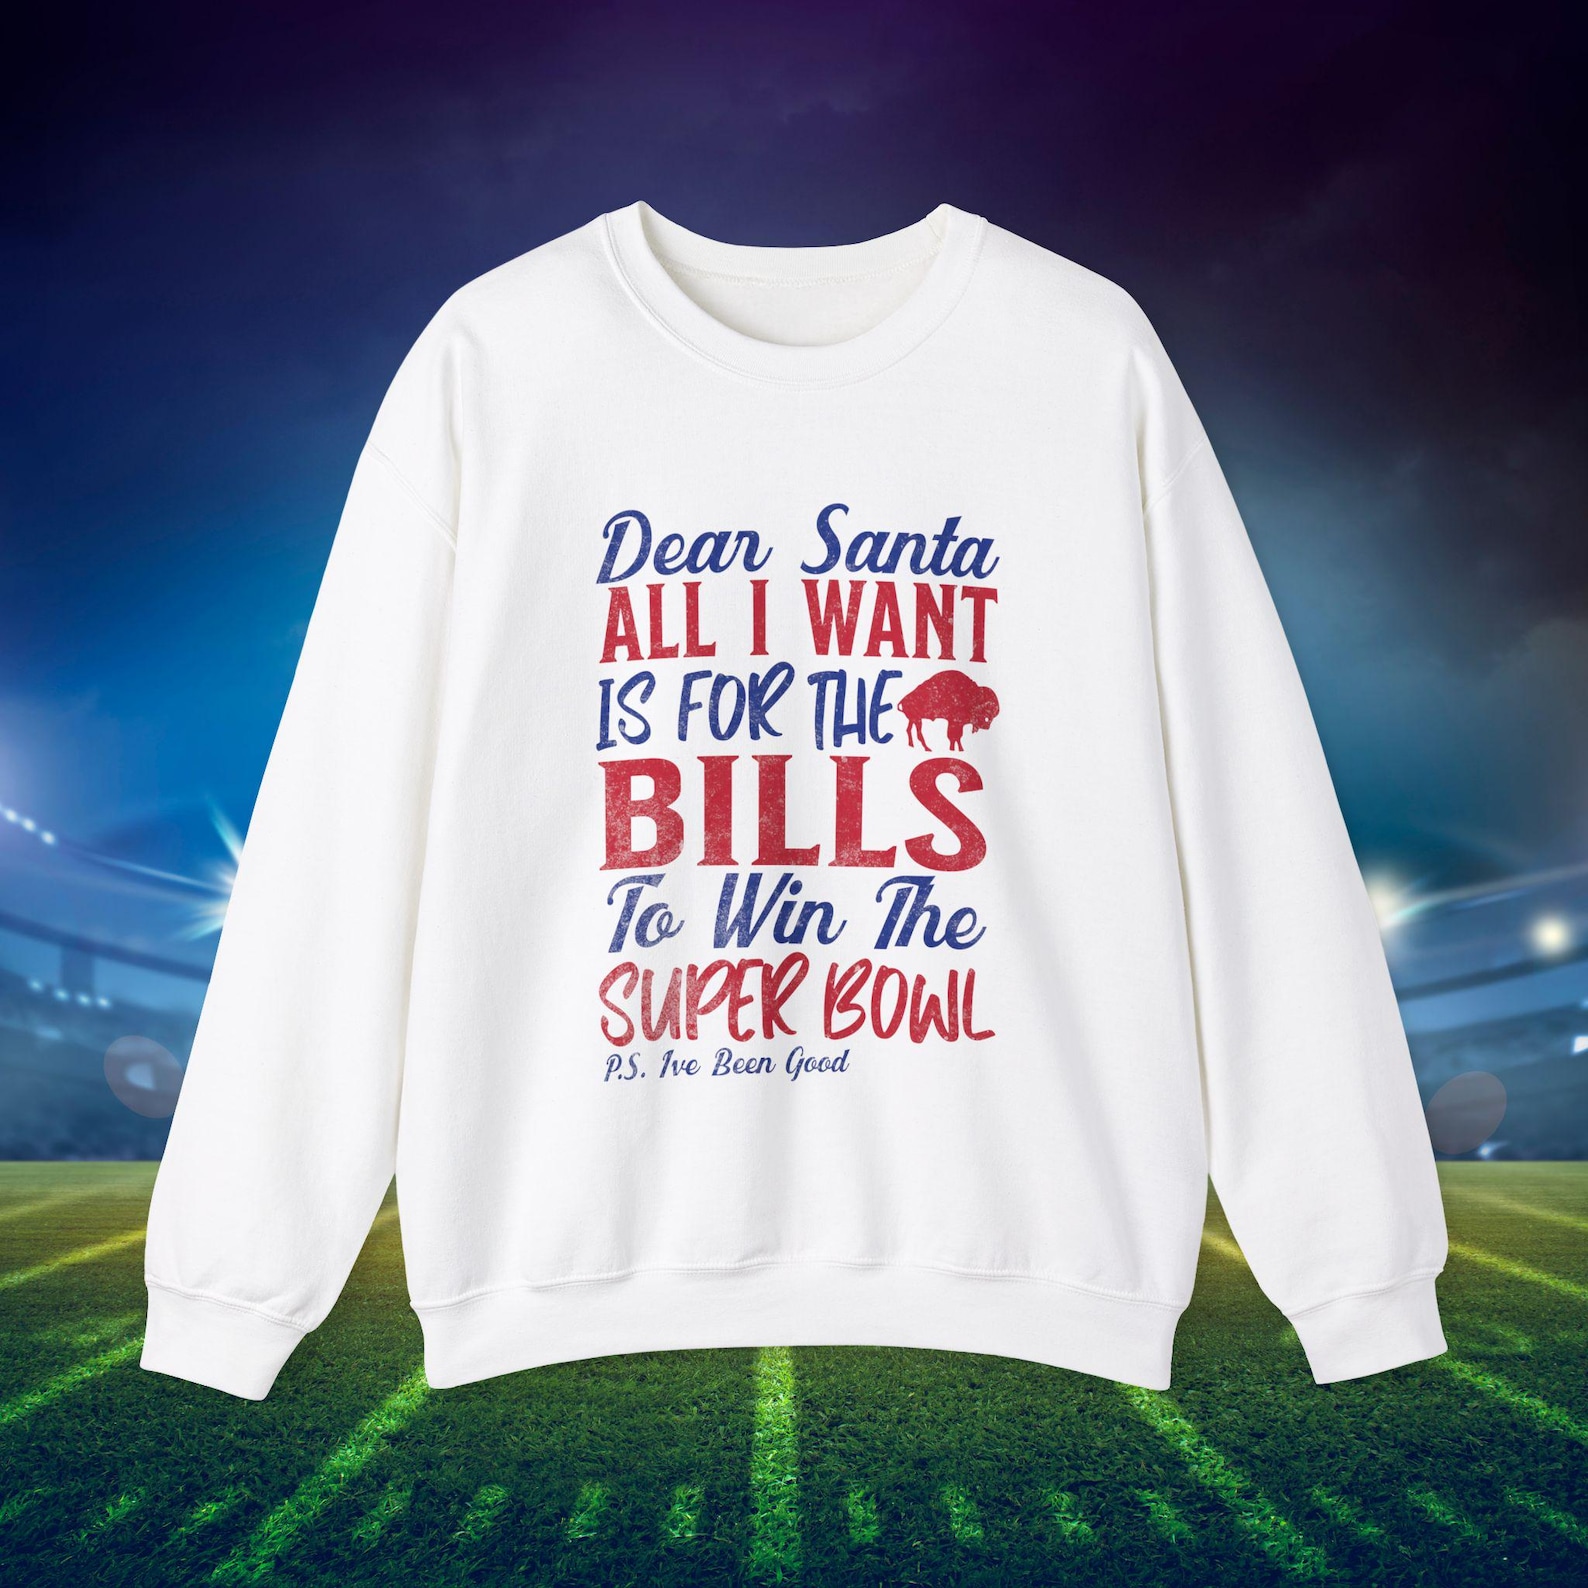 Dear Santa
ALL I WANT
IS FOR THE
BILLS
To Win The
SUPER BOWL
P.S. Ive Been Good